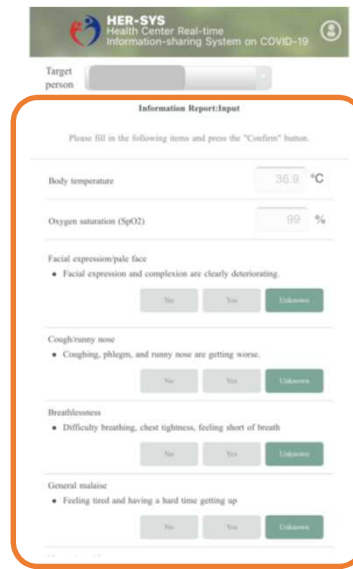 HER-SYS
Health Center Real-time
Information-sharing System on COVID-19
Target
person
Information Report:Input
Please fill in the following items and press the "Confirm" button.
Body temperature 36.9 °C
Oxygen saturation (SpO2) 99 %
Facial expression/pale face
• Facial expression and complexion are clearly deteriorating.
No Yes Unknown
Cough/runny nose
• Coughing, phlegm, and runny nose are getting worse.
No Yes Unknown
Breathlessness
• Difficulty breathing, chest tightness, feeling short of breath
No Yes Unknown
General malaise
• Feeling tired and having a hard time getting up
No Yes Unknown